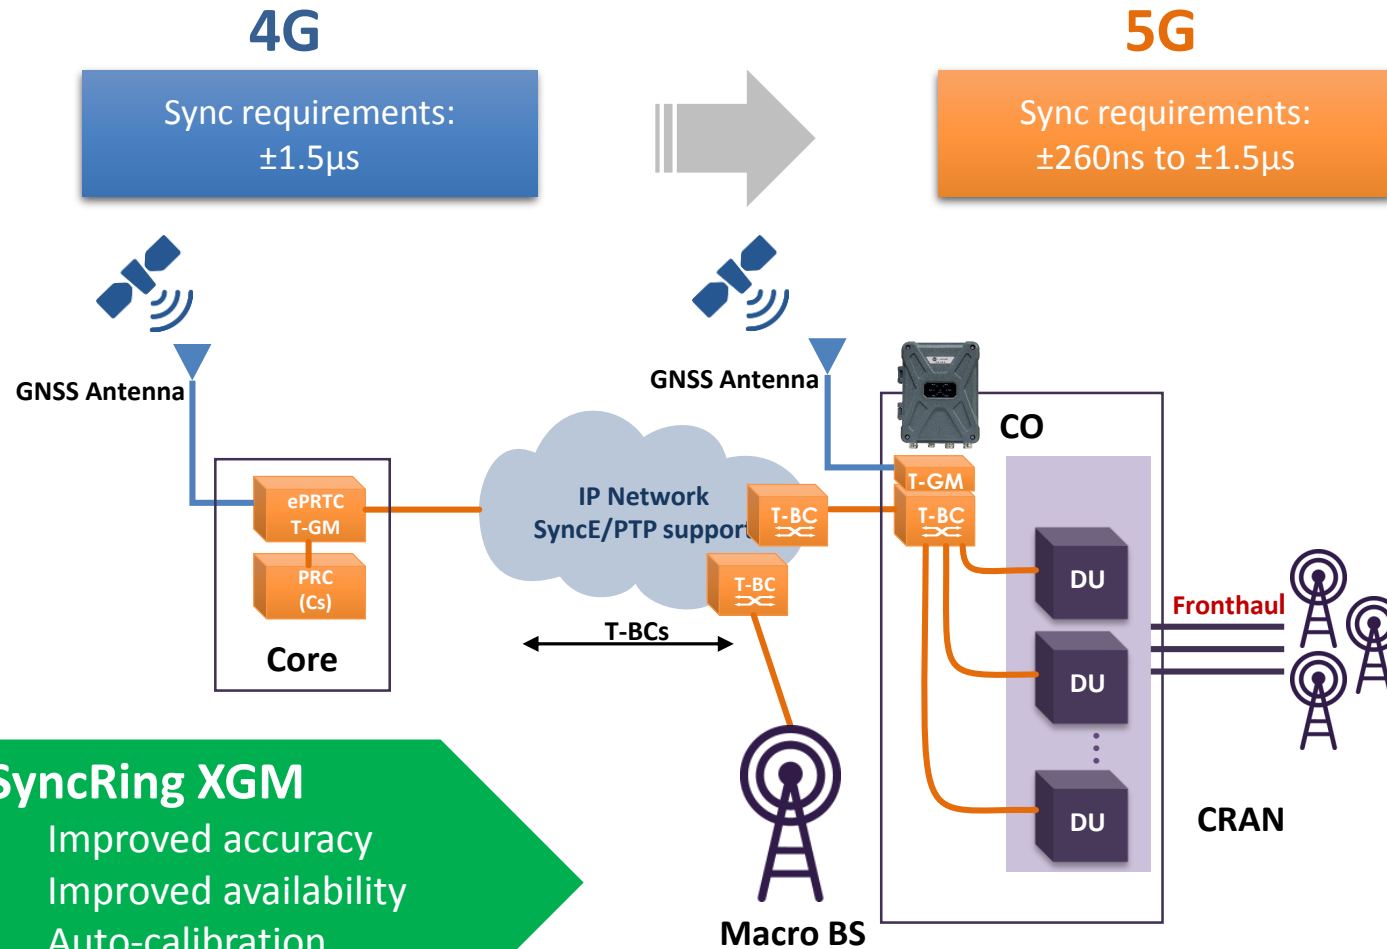 4G
5G
Sync requirements:
±1.5µs
Sync requirements:
±260ns to ±1.5µs
GNSS Antenna
GNSS Antenna
CO
ePRTC
T-GM
PRC
(Cs)
Core
IP Network
SyncE/PTP support
T-BC
T-BC
T-BCs
T-GM
T-BC
DU
DU
DU
Fronthaul
CRAN
Macro BS
SyncRing XGM
Improved accuracy
Improved availability
Auto-calibration